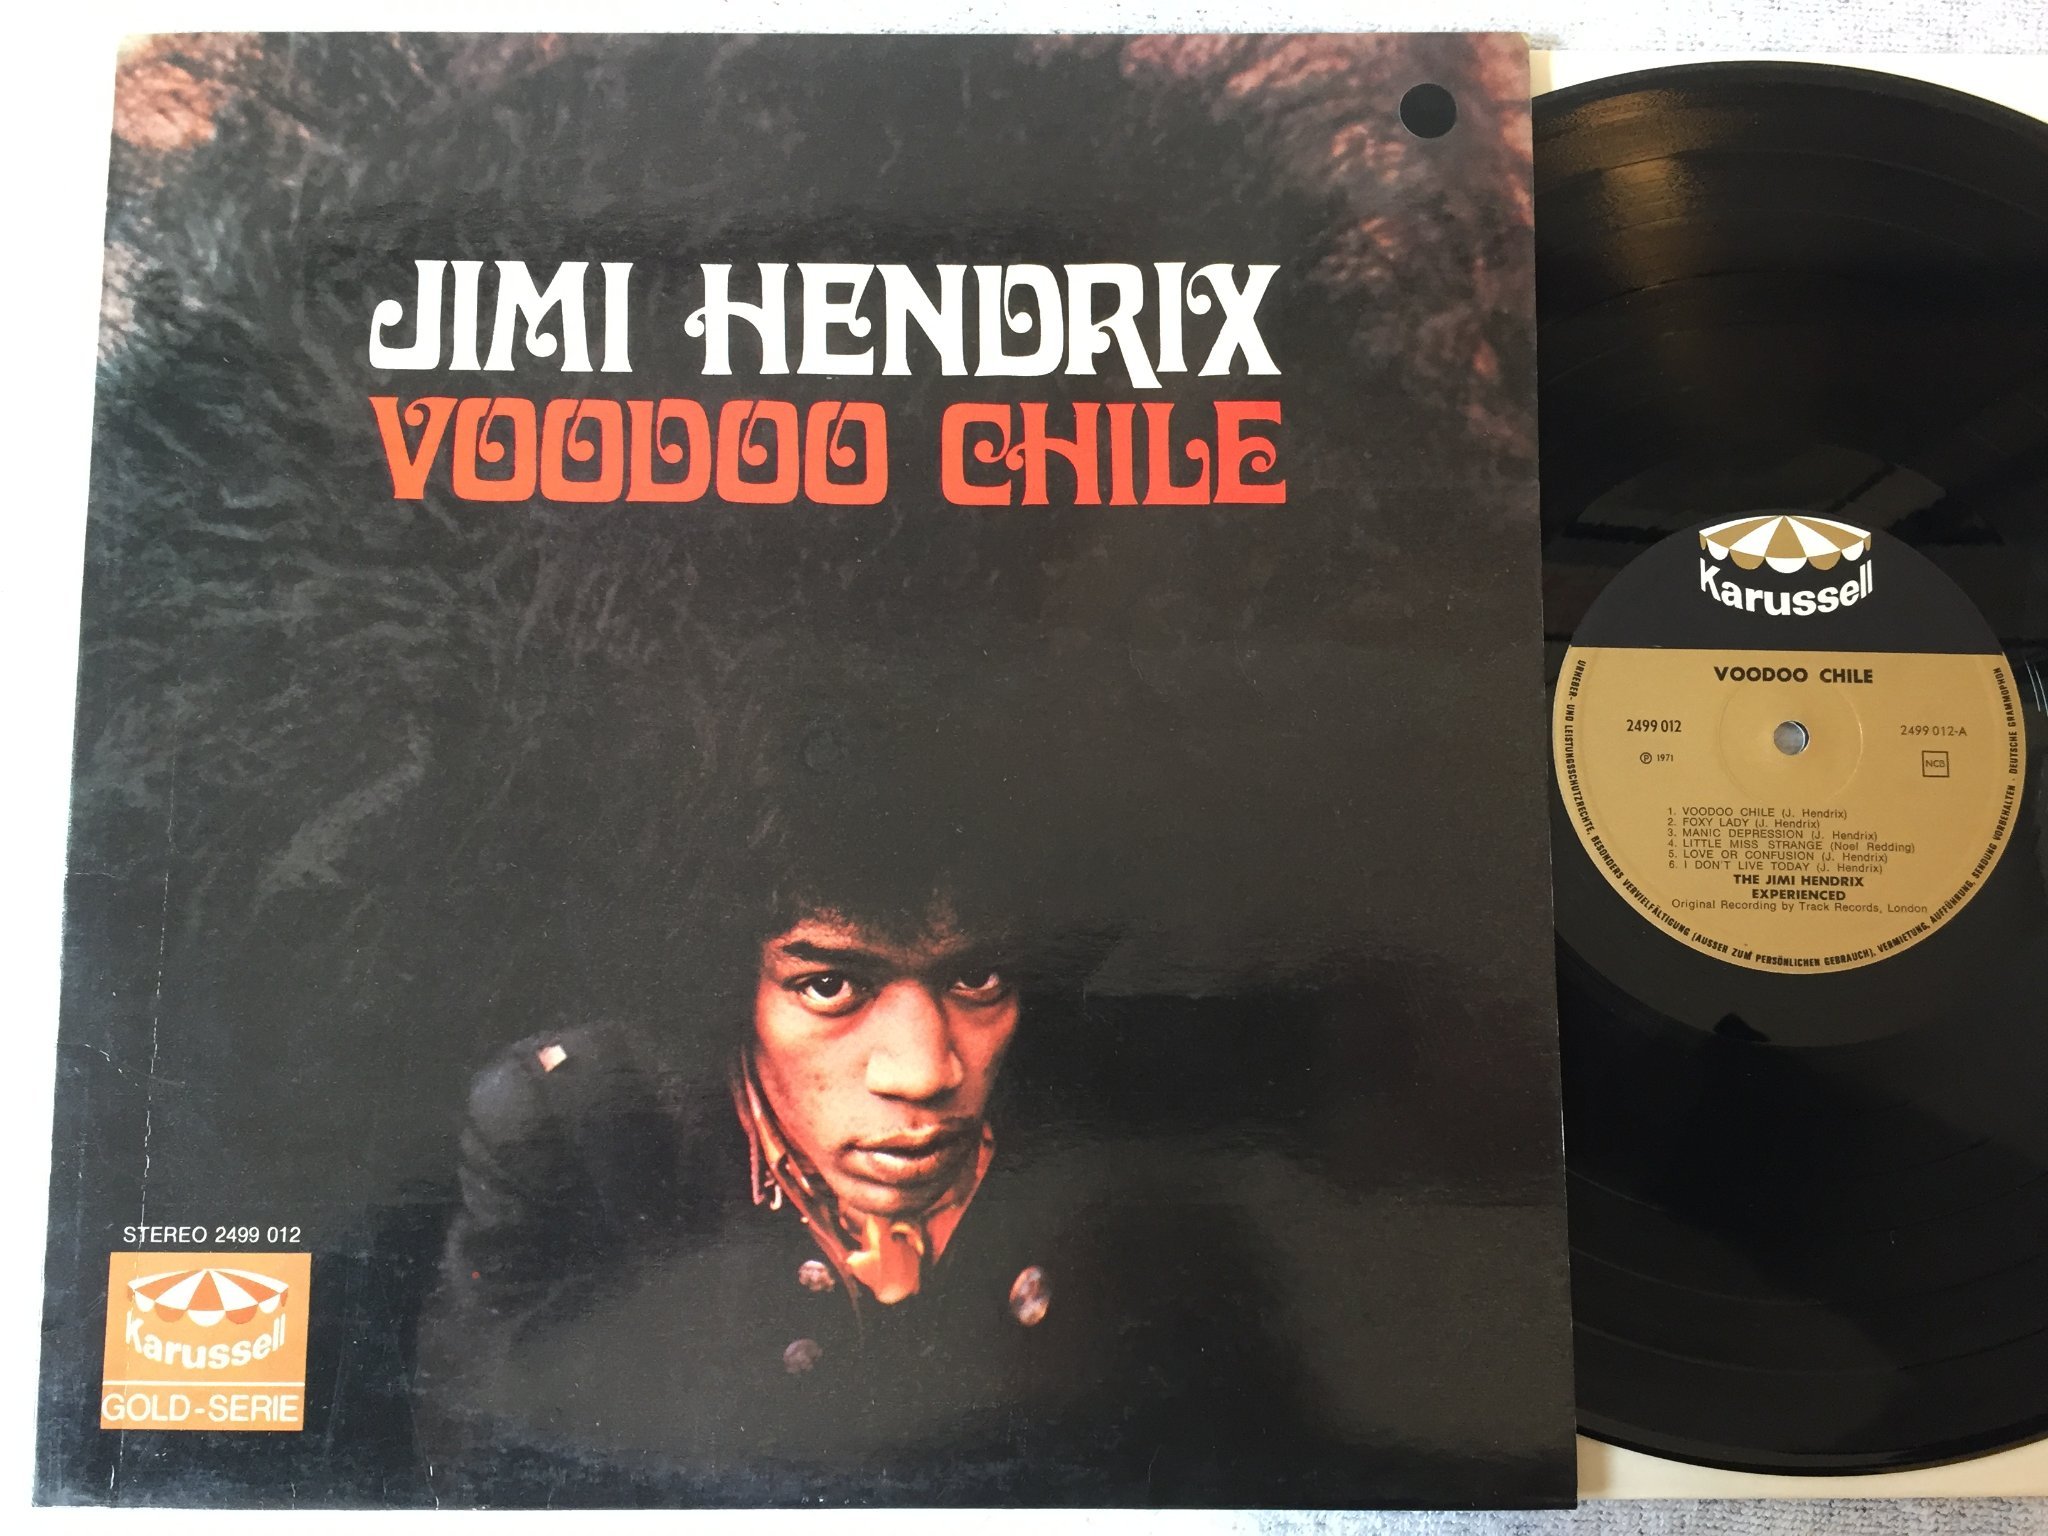 JIMI HENDRIX
VOODOO CHILE
STEREO 2499 012
Karussell
GOLD-SERIE
Karussell
VOODOO CHILE
2499 012
2499 012-A
℗ 1971
NCB
1. VOODOO CHILE (J. Hendrix)
2. FOXY LADY (J. Hendrix)
3. MANIC DEPRESSION (J. Hendrix)
4. LITTLE MISS STRANGE (Noel Redding)
5. LOVE OR CONFUSION (J. Hendrix)
6. I DON'T LIVE TODAY (J. Hendrix)
THE JIMI HENDRIX
EXPERIENCED
Original Recording by Track Records, London
URHEBER- UND LEISTUNGSSCHUTZRECHTE, BESONDERS VERVIELFÄLTIGUNG (AUSSER ZUM PERSÖNLICHEN GEBRAUCH), VERMIETUNG, AUFFÜHRUNG, SENDUNG VORBEHALTEN · DEUTSCHE GRAMMOPHON